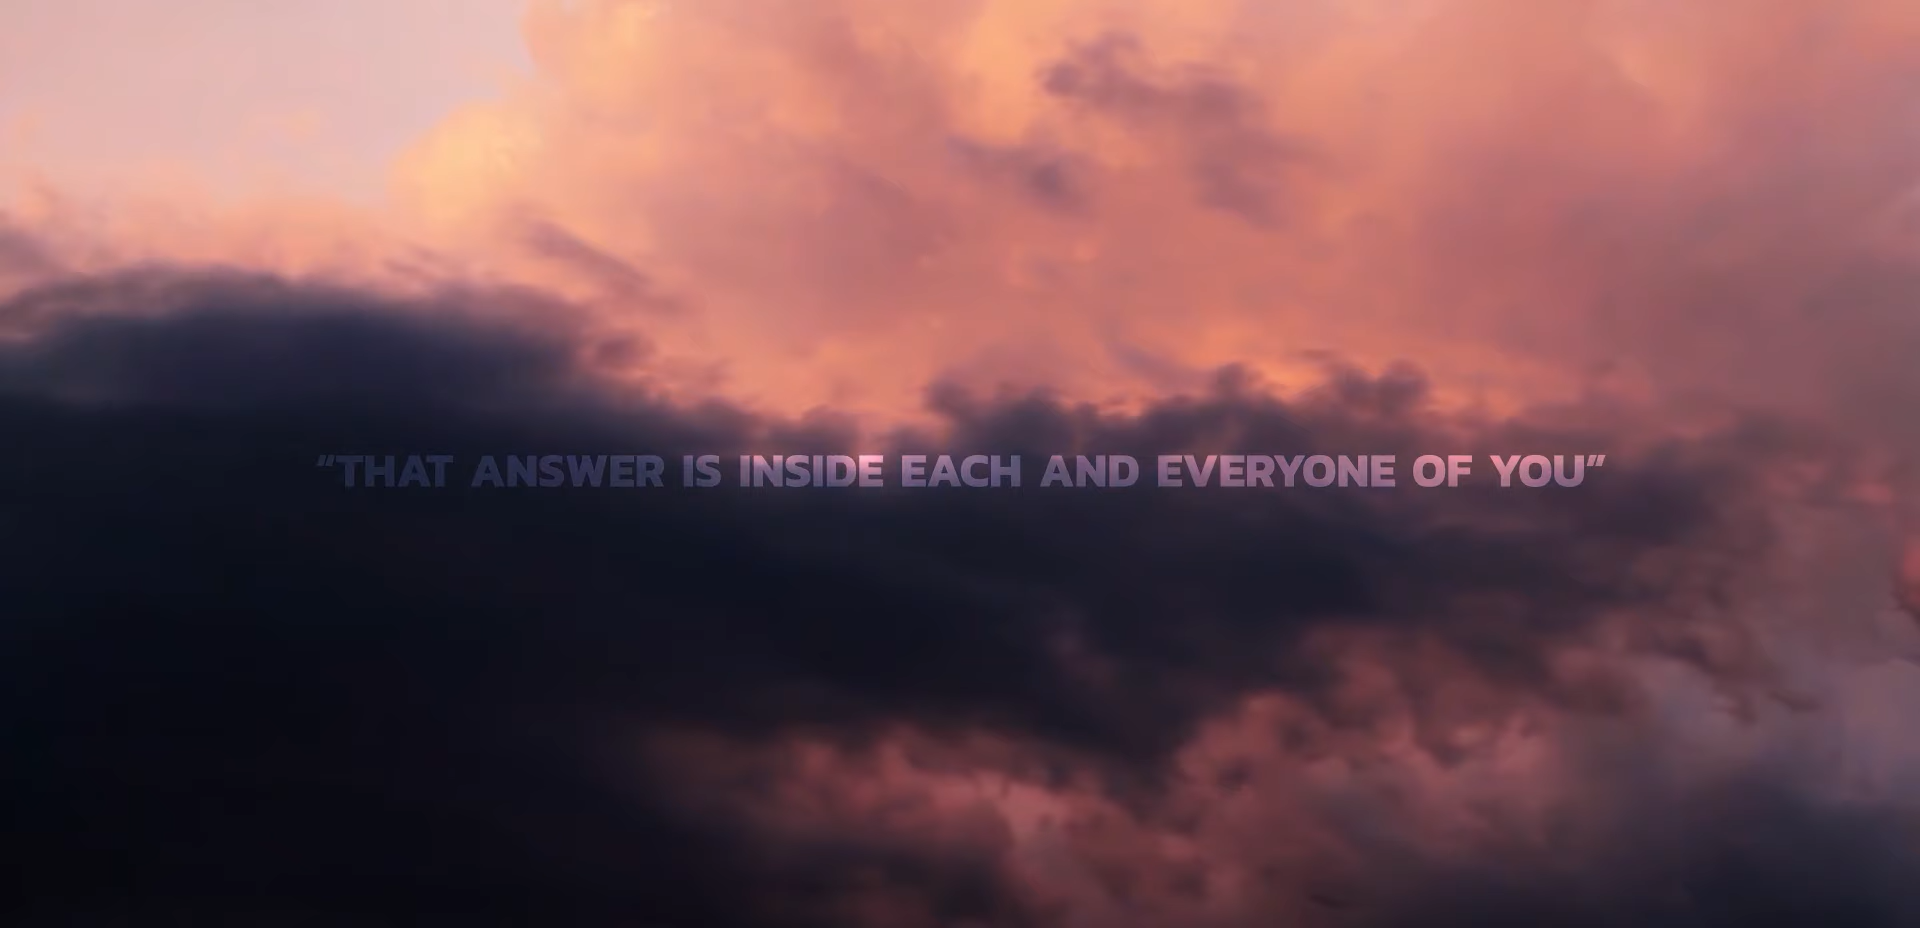 “THAT ANSWER IS INSIDE EACH AND EVERYONE OF YOU”